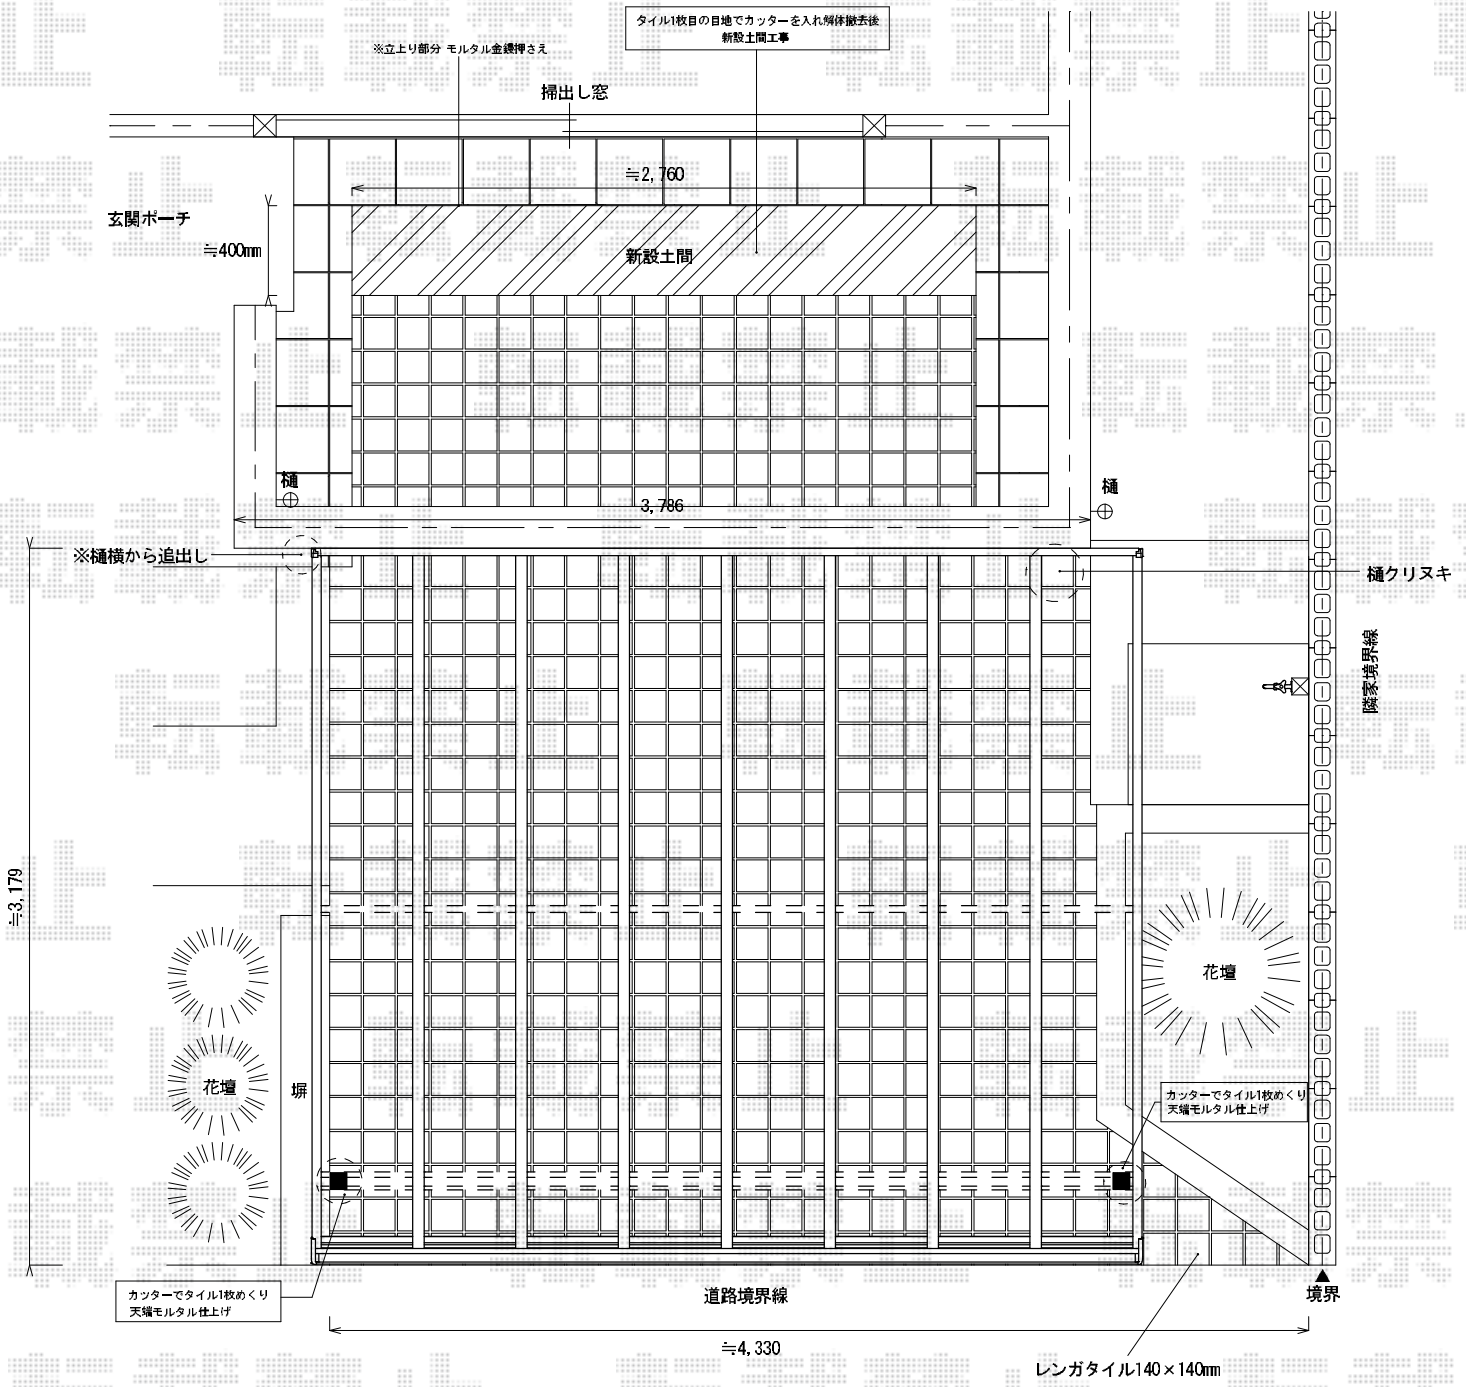 タイル1枚目の目地でカッターを入れ解体撤去後
新設土間工事
※立上り部分 モルタル金鏝押さえ
掃出し窓
≒2,760
玄関ポーチ
≒400mm
新設土間
樋
樋
3,786
※樋横から追出し
樋クリヌキ
隣家境界線
≒3,179
花壇
花壇
塀
カッターでタイル1枚めくり
天端モルタル仕上げ
カッターでタイル1枚めくり
天端モルタル仕上げ
道路境界線
境界
≒4,330
レンガタイル140×140mm
転載禁止